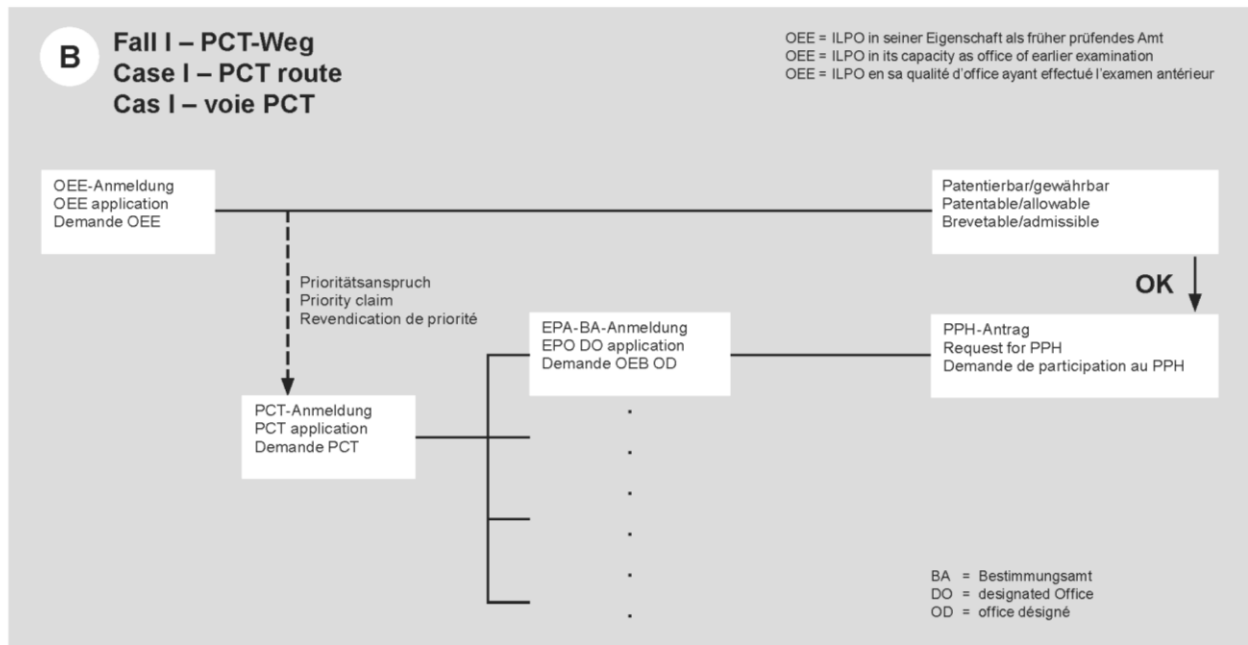 B
Fall I – PCT-Weg
Case I – PCT route
Cas I – voie PCT
OEE = ILPO in seiner Eigenschaft als früher prüfendes Amt
OEE = ILPO in its capacity as office of earlier examination
OEE = ILPO en sa qualité d'office ayant effectué l'examen antérieur
OEE-Anmeldung
OEE application
Demande OEE
Patentierbar/gewährbar
Patentable/allowable
Brevetable/admissible
OK
Prioritätsanspruch
Priority claim
Revendication de priorité
EPA-BA-Anmeldung
EPO DO application
Demande OEB OD
PPH-Antrag
Request for PPH
Demande de participation au PPH
PCT-Anmeldung
PCT application
Demande PCT
BA = Bestimmungsamt
DO = designated Office
OD = office désigné